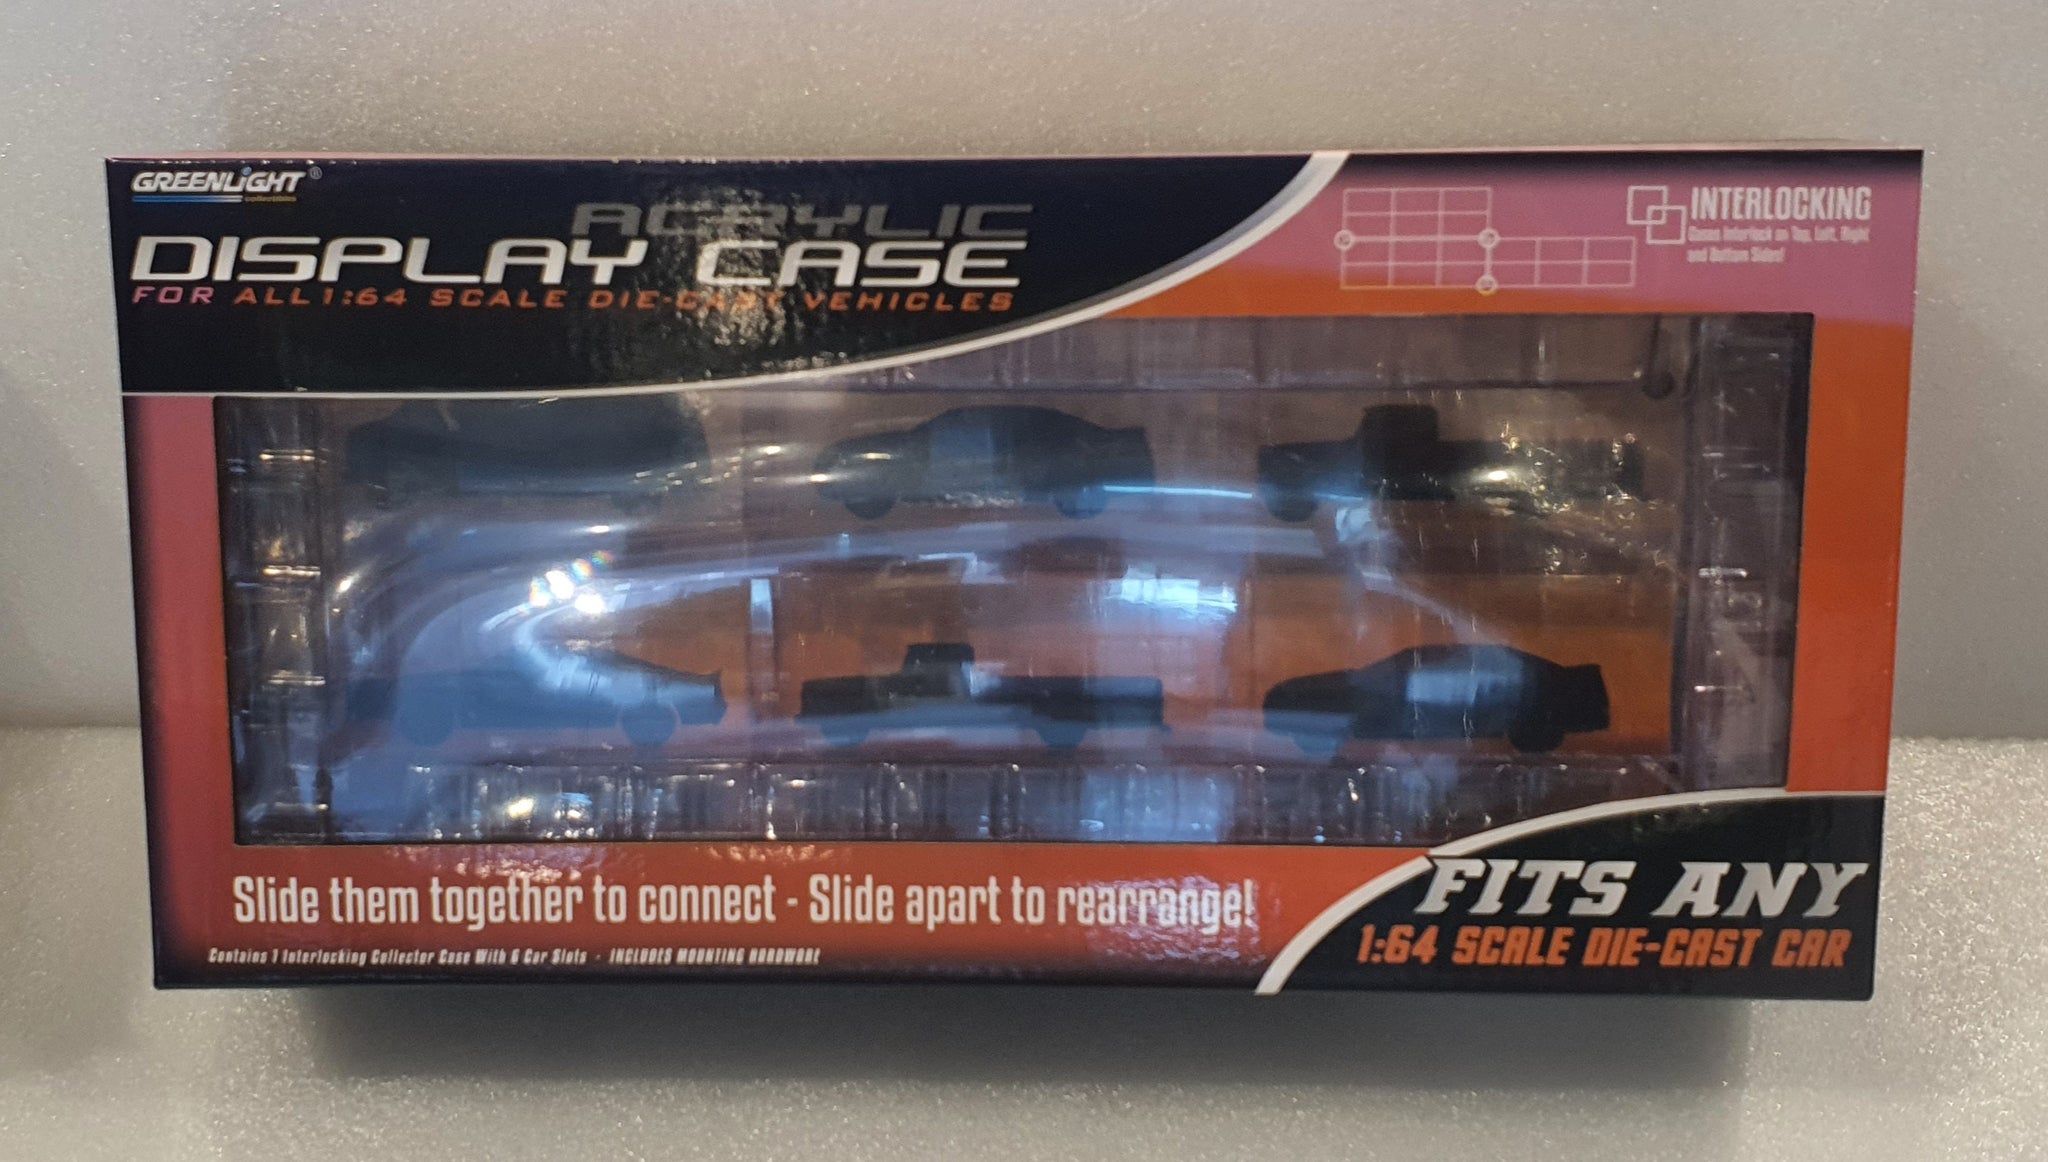 GREENLiGHT®
collectibles
ACRYLIC
DISPLAY CASE
FOR ALL 1:64 SCALE DIE-CAST VEHICLES
INTERLOCKING
Cases Interlock on Top, Left, Right
and Bottom Sides!
Slide them together to connect - Slide apart to rearrange!
Contains 1 Interlocking Collector Case With 6 Car Slots - INCLUDES MOUNTING HARDWARE
FITS ANY
1:64 SCALE DIE-CAST CAR